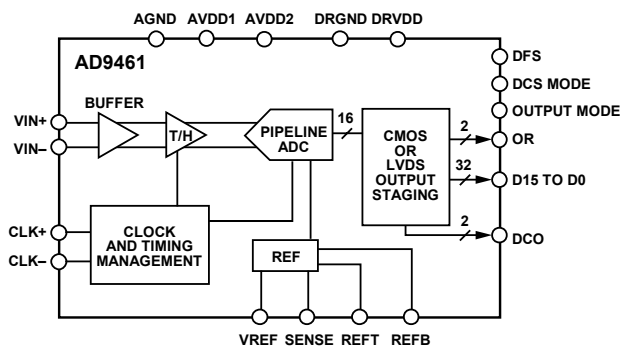 AGND AVDD1 AVDD2 DRGND DRVDD
AD9461
DFS
DCS MODE
OUTPUT MODE
BUFFER
VIN+
VIN–
T/H
PIPELINE
ADC
16
CMOS
OR
LVDS
OUTPUT
STAGING
2
OR
32
D15 TO D0
2
DCO
CLK+
CLK–
CLOCK
AND TIMING
MANAGEMENT
REF
VREF SENSE REFT REFB